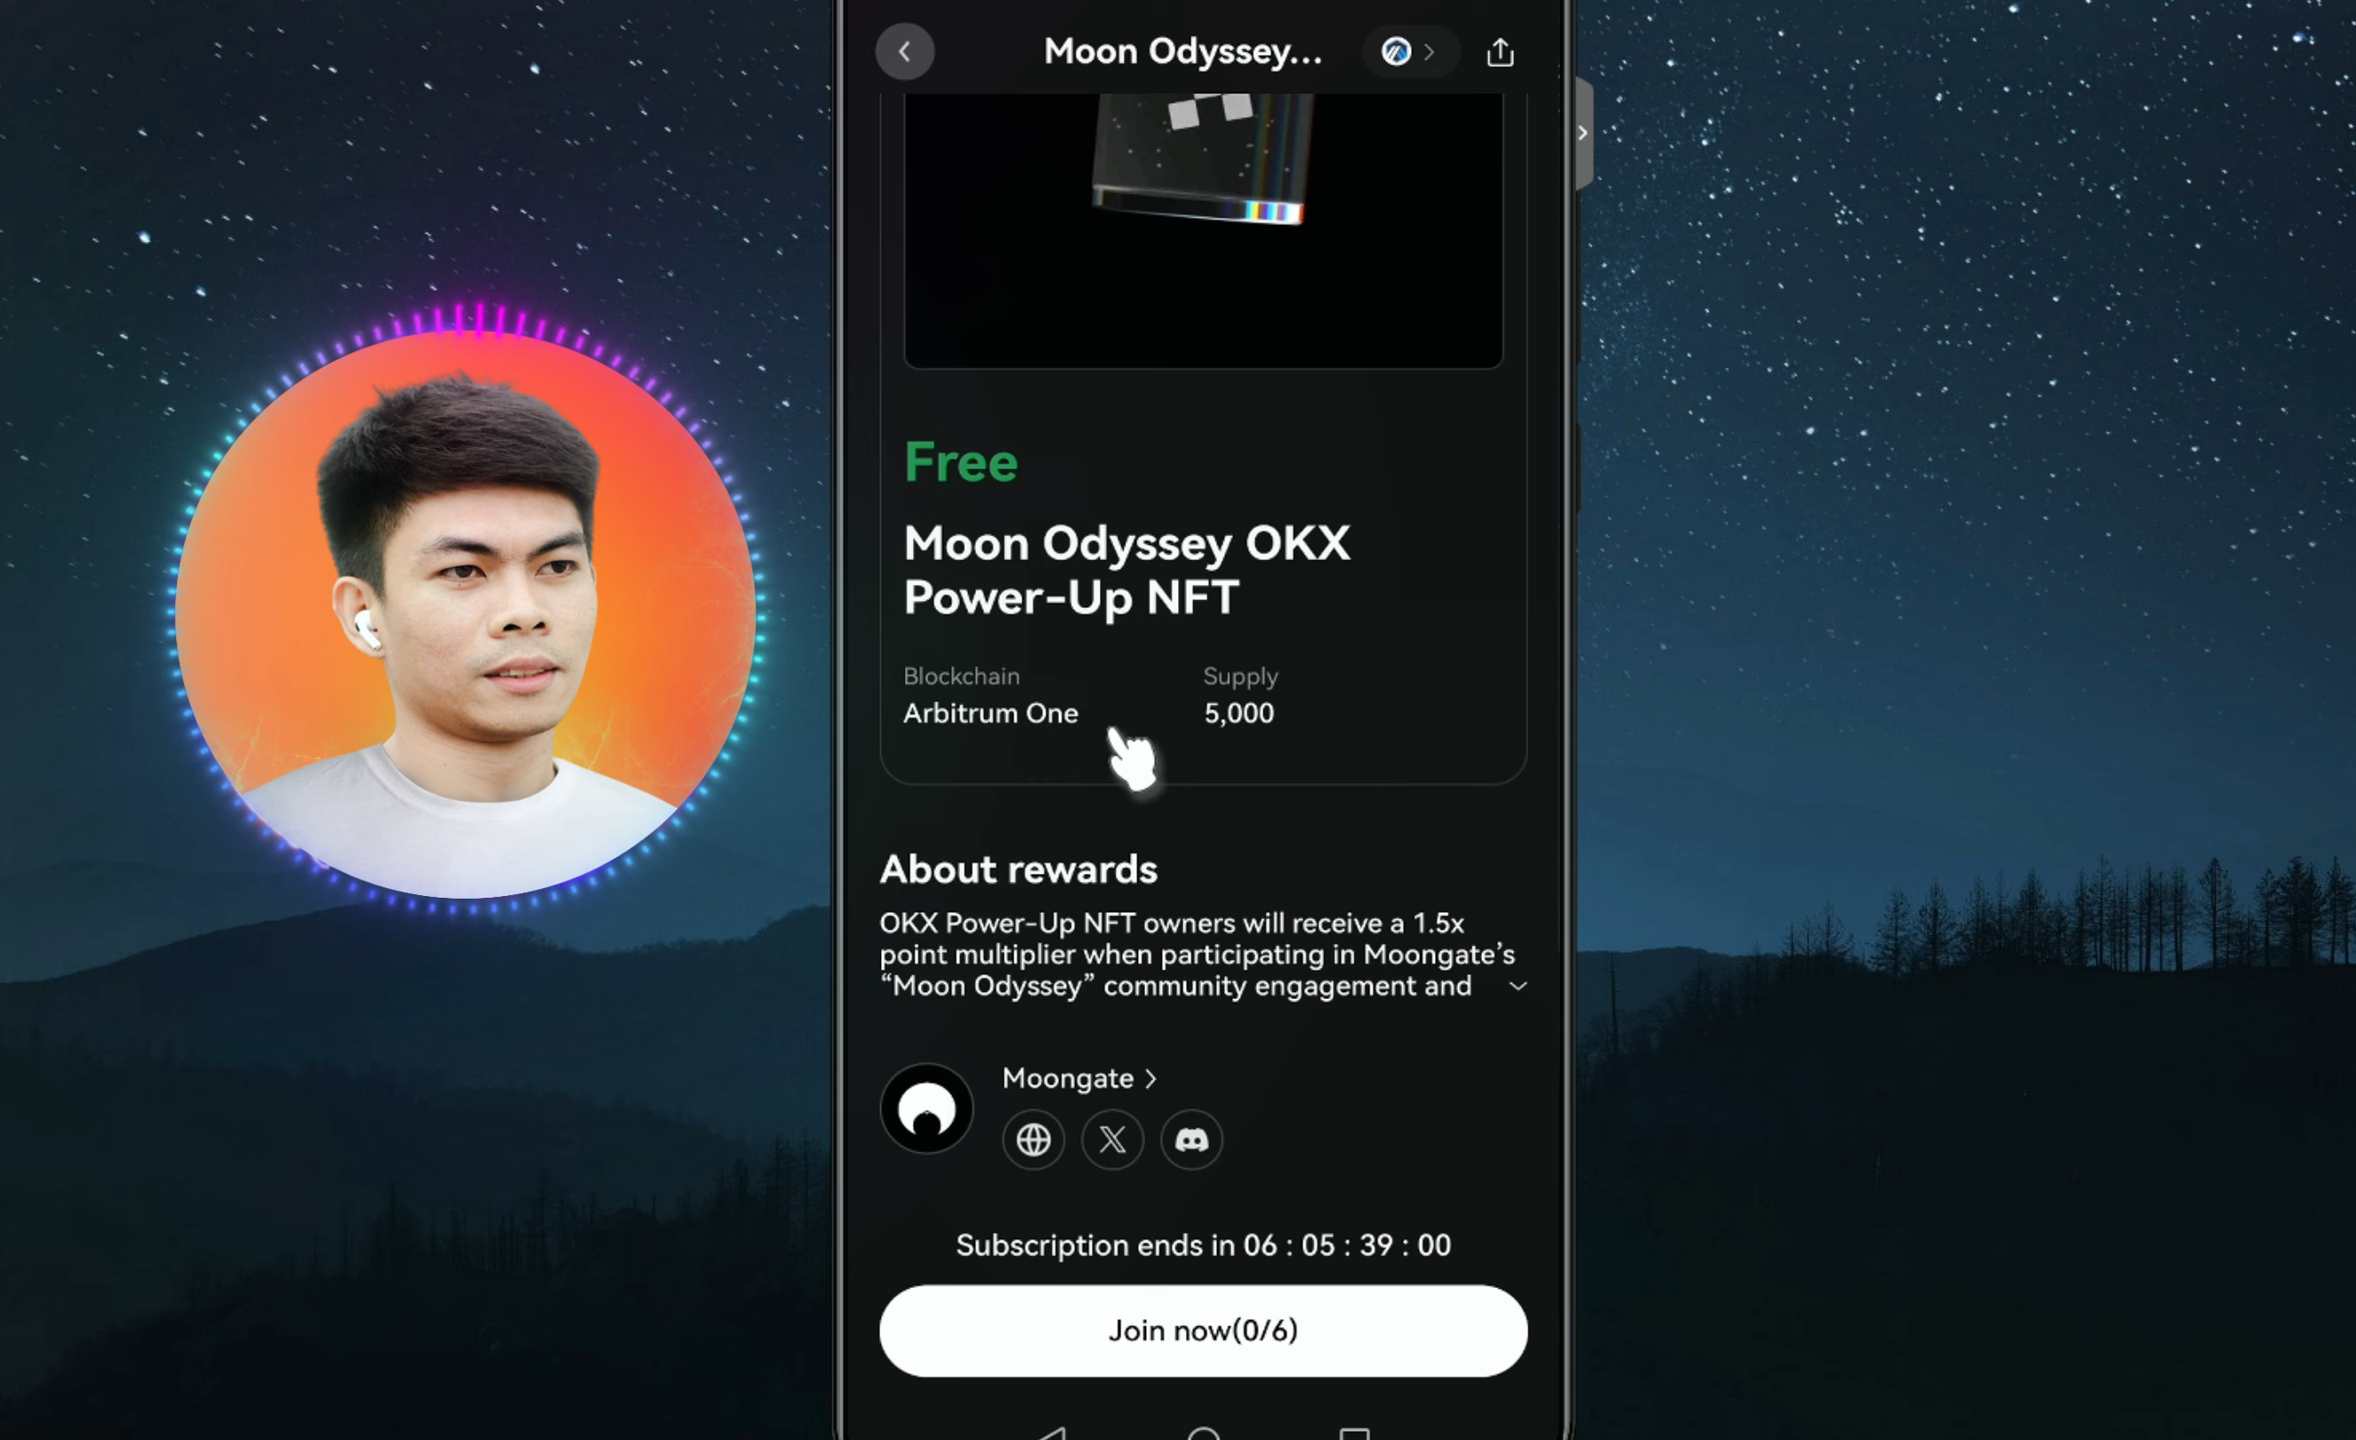 Moon Odyssey...
Free
Moon Odyssey OKX
Power-Up NFT
Blockchain
Supply
Arbitrum One
5,000
About rewards
OKX Power-Up NFT owners will receive a 1.5x
point multiplier when participating in Moongate’s
“Moon Odyssey” community engagement and
Moongate
Subscription ends in 06 : 05 : 39 : 00
Join now(0/6)